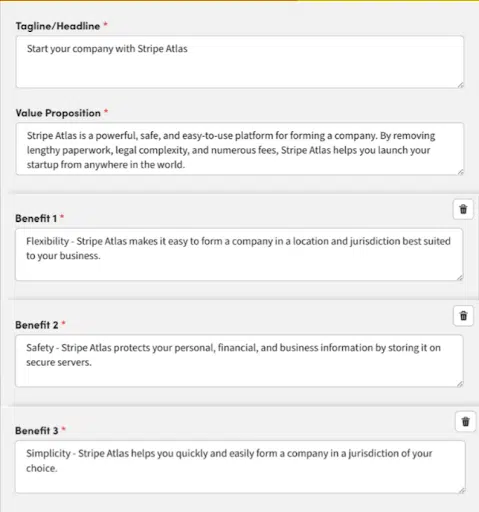 Tagline/Headline *
Start your company with Stripe Atlas
Value Proposition *
Stripe Atlas is a powerful, safe, and easy-to-use platform for forming a company. By removing
lengthy paperwork, legal complexity, and numerous fees, Stripe Atlas helps you launch your
startup from anywhere in the world.
Benefit 1 *
Flexibility - Stripe Atlas makes it easy to form a company in a location and jurisdiction best suited
to your business.
Benefit 2 *
Safety - Stripe Atlas protects your personal, financial, and business information by storing it on
secure servers.
Benefit 3 *
Simplicity - Stripe Atlas helps you quickly and easily form a company in a jurisdiction of your
choice.